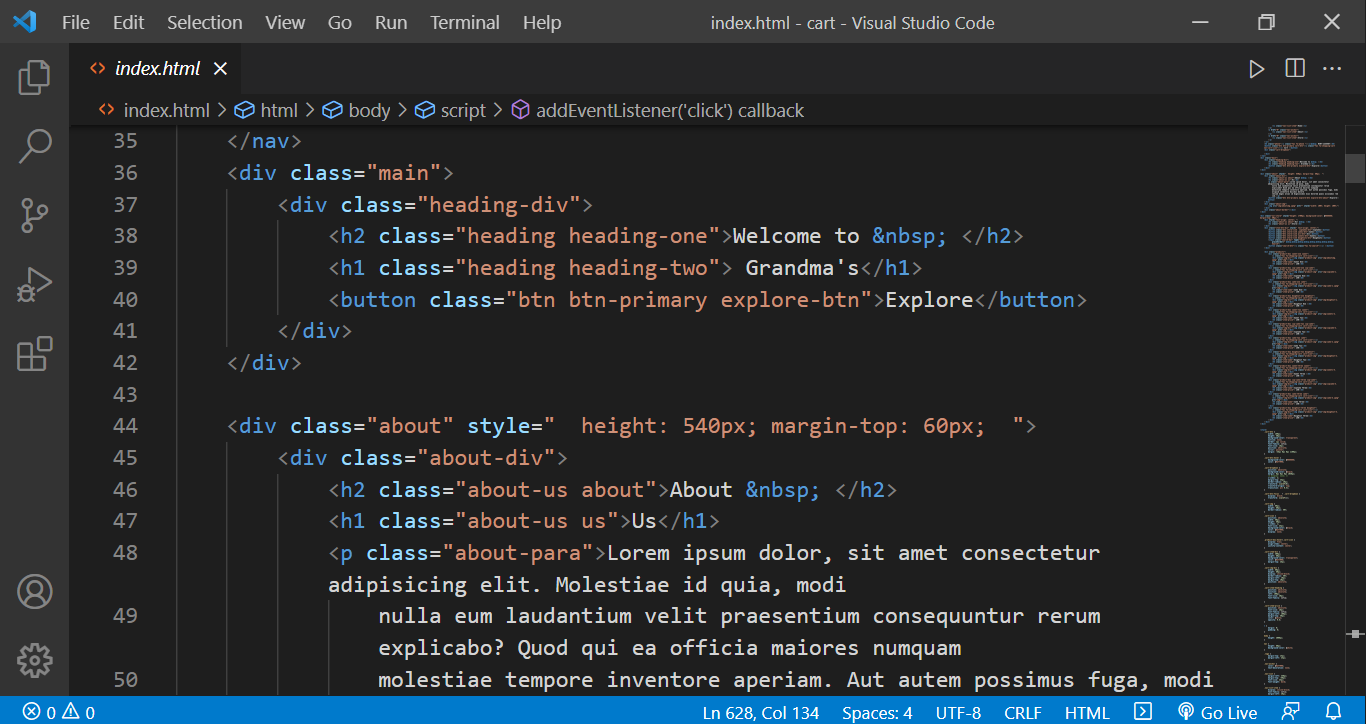 File Edit Selection View Go Run Terminal Help index.html - cart - Visual Studio Code
index.html
index.html > html > body > script > addEventListener('click') callback
35 </nav>
36 <div class="main">
37 <div class="heading-div">
38 <h2 class="heading heading-one">Welcome to &nbsp; </h2>
39 <h1 class="heading heading-two"> Grandma's</h1>
40 <button class="btn btn-primary explore-btn">Explore</button>
41 </div>
42 </div>
43
44 <div class="about" style="  height: 540px; margin-top: 60px;  ">
45 <div class="about-div">
46 <h2 class="about-us about">About &nbsp; </h2>
47 <h1 class="about-us us">Us</h1>
48 <p class="about-para">Lorem ipsum dolor, sit amet consectetur
adipisicing elit. Molestiae id quia, modi
49 nulla eum laudantium velit praesentium consequuntur rerum
explicabo? Quod qui ea officia maiores numquam
50 molestiae tempore inventore aperiam. Aut autem possimus fuga, modi
0 0 Ln 628, Col 134 Spaces: 4 UTF-8 CRLF HTML Go Live